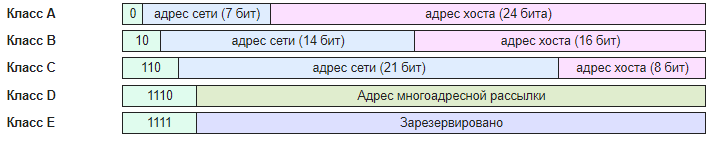 Класс A 0 адрес сети (7 бит) адрес хоста (24 бита)
Класс B 10 адрес сети (14 бит) адрес хоста (16 бит)
Класс C 110 адрес сети (21 бит) адрес хоста (8 бит)
Класс D 1110 Адрес многоадресной рассылки
Класс E 1111 Зарезервировано